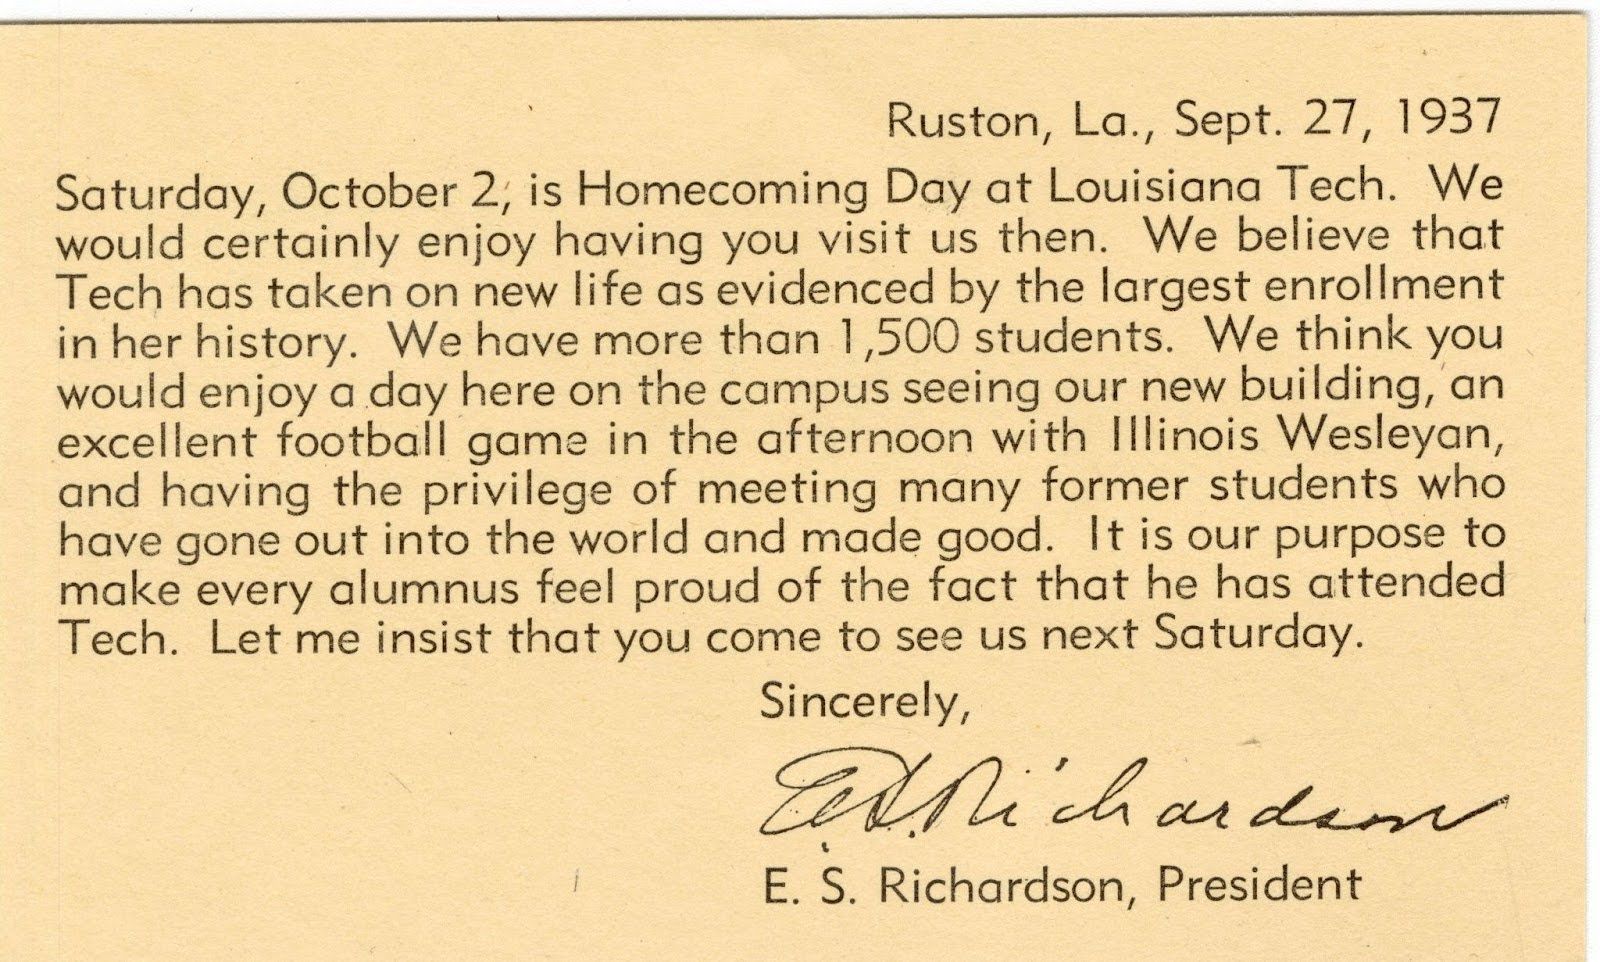 Ruston, La., Sept. 27, 1937
Saturday, October 2, is Homecoming Day at Louisiana Tech. We
would certainly enjoy having you visit us then. We believe that
Tech has taken on new life as evidenced by the largest enrollment
in her history. We have more than 1,500 students. We think you
would enjoy a day here on the campus seeing our new building, an
excellent football game in the afternoon with Illinois Wesleyan,
and having the privilege of meeting many former students who
have gone out into the world and made good. It is our purpose to
make every alumnus feel proud of the fact that he has attended
Tech. Let me insist that you come to see us next Saturday.
Sincerely,
E. S. Richardson
E. S. Richardson, President